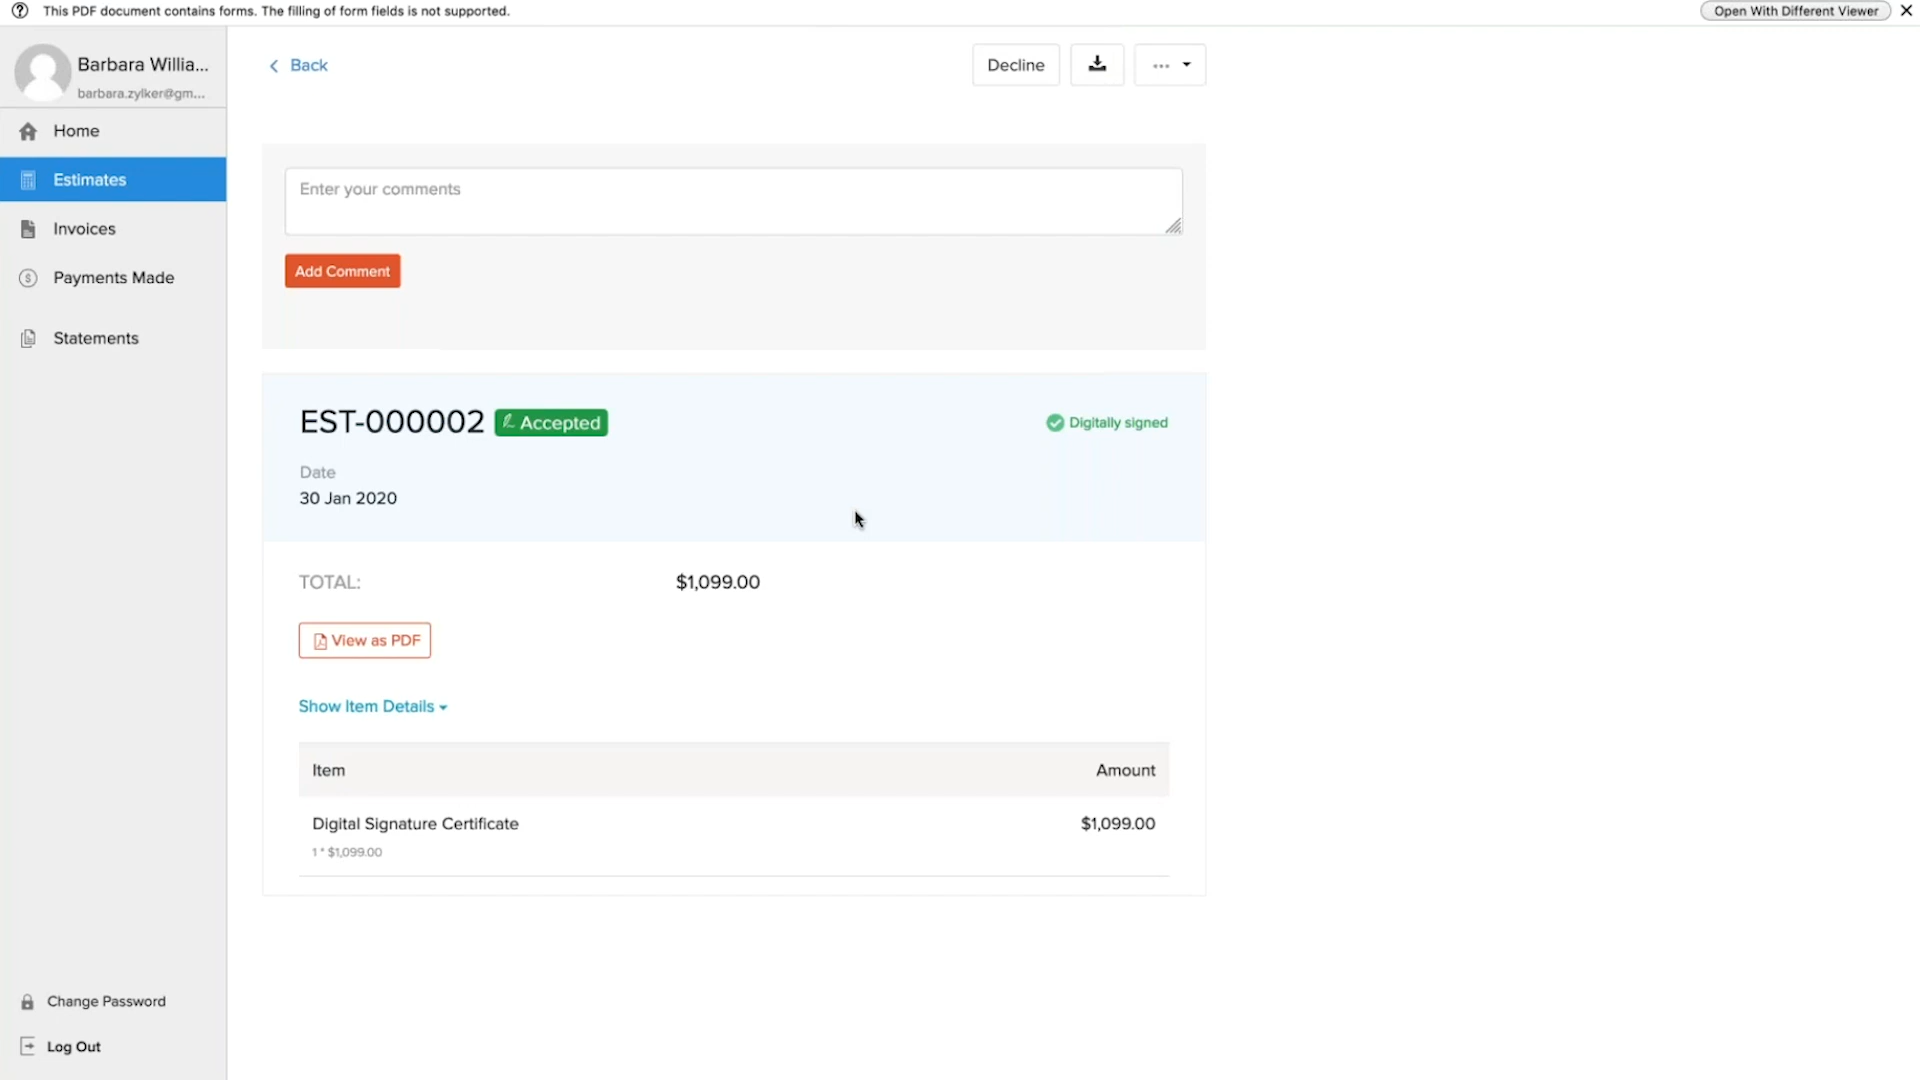 This PDF document contains forms. The filling of form fields is not supported.
Open With Different Viewer
Barbara Willia...
barbara.zylker@gm...
Home
Estimates
Invoices
Payments Made
Statements
Change Password
Log Out
Back
Decline
Enter your comments
Add Comment
EST-000002 Accepted
Digitally signed
Date
30 Jan 2020
TOTAL: $1,099.00
View as PDF
Show Item Details
Item Amount
Digital Signature Certificate $1,099.00
1 * $1,099.00